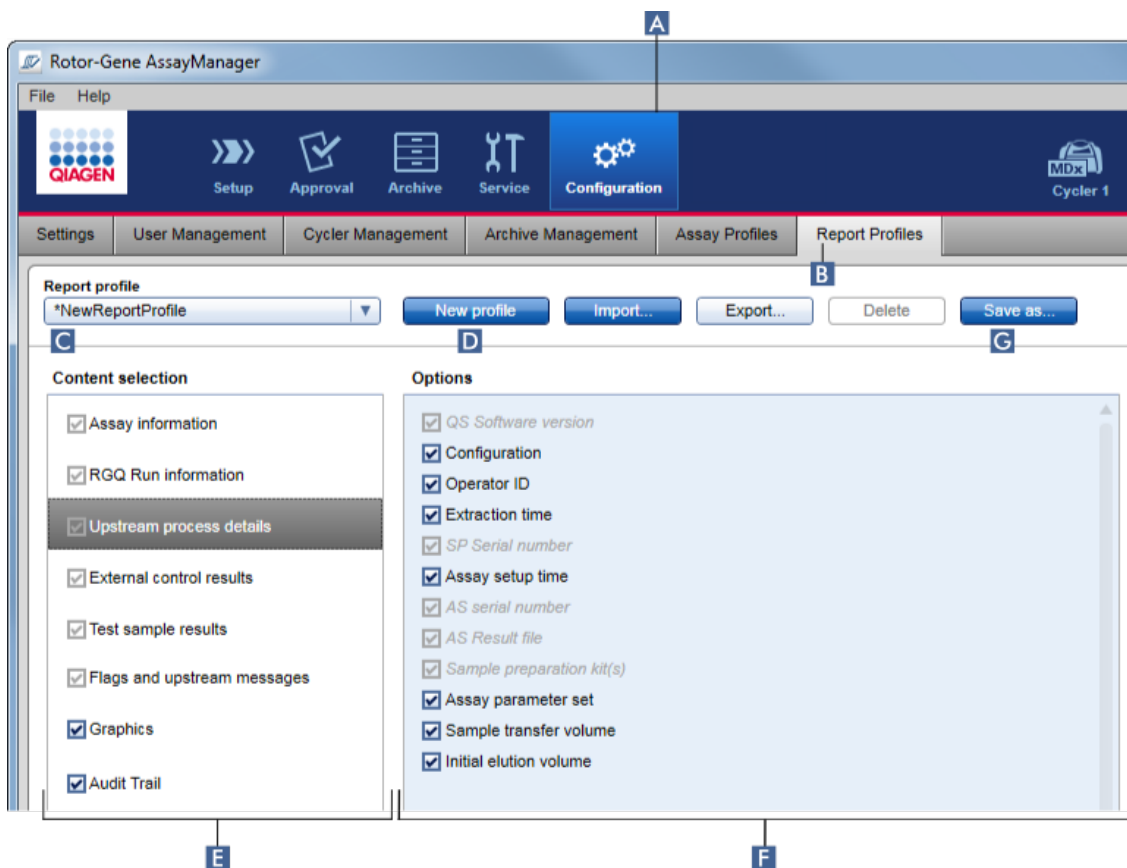 A
Rotor-Gene AssayManager
File Help
QIAGEN
Setup
Approval
Archive
Service
Configuration
MDx
Cycler 1
Settings
User Management
Cycler Management
Archive Management
Assay Profiles
Report Profiles
B
Report profile
*NewReportProfile
New profile
Import...
Export...
Delete
Save as...
C
D
G
Content selection
Assay information
RGQ Run information
Upstream process details
External control results
Test sample results
Flags and upstream messages
Graphics
Audit Trail
Options
QS Software version
Configuration
Operator ID
Extraction time
SP Serial number
Assay setup time
AS serial number
AS Result file
Sample preparation kit(s)
Assay parameter set
Sample transfer volume
Initial elution volume
E
F